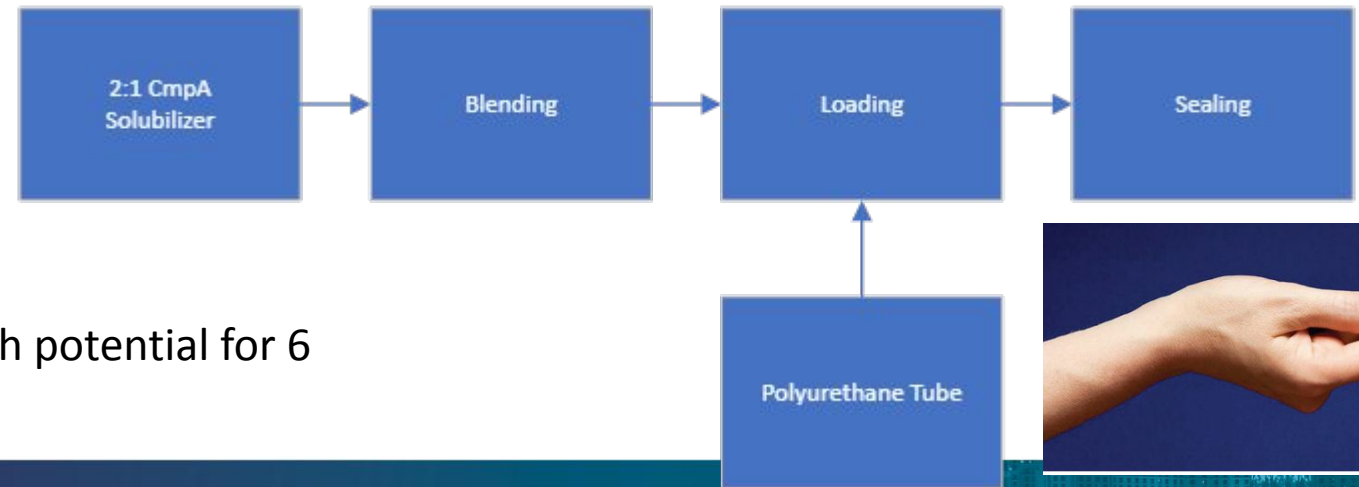 2:1 CmpA
Solubilizer
Blending
Loading
Sealing
h potential for 6
Polyurethane Tube